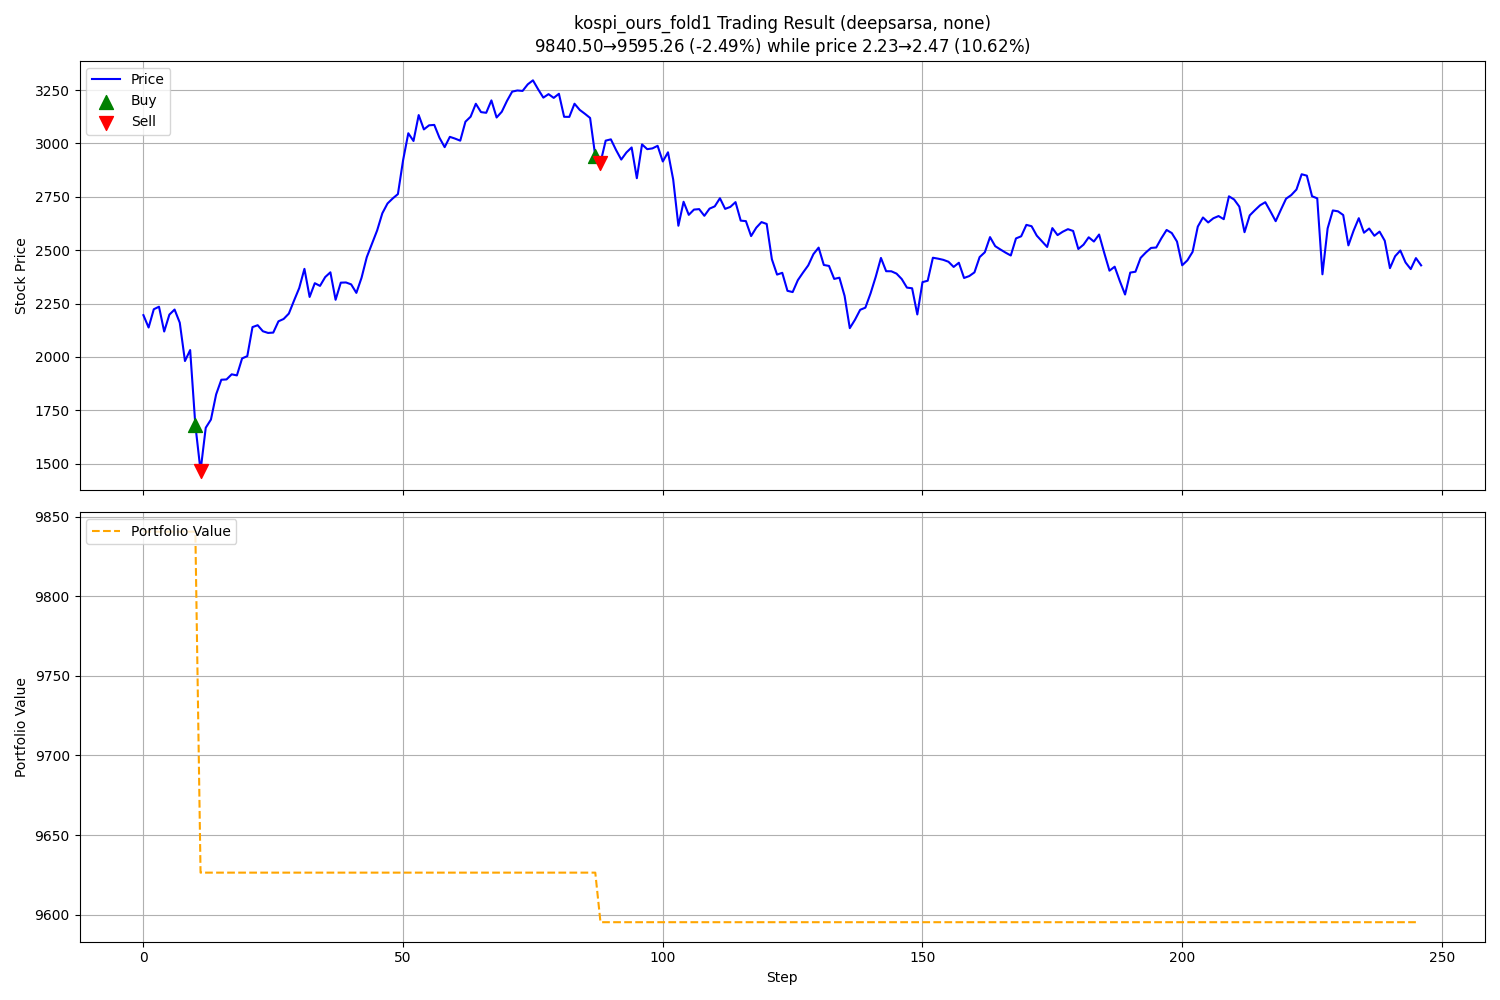 kospi_ours_fold1 Trading Result (deepsarsa, none)
9840.50→9595.26 (-2.49%) while price 2.23→2.47 (10.62%)
Price
Buy
Sell
3250
3000
2750
2500
2250
2000
1750
1500
Stock Price
Portfolio Value
9850
9800
9750
9700
9650
9600
Portfolio Value
0
50
100
150
200
250
Step